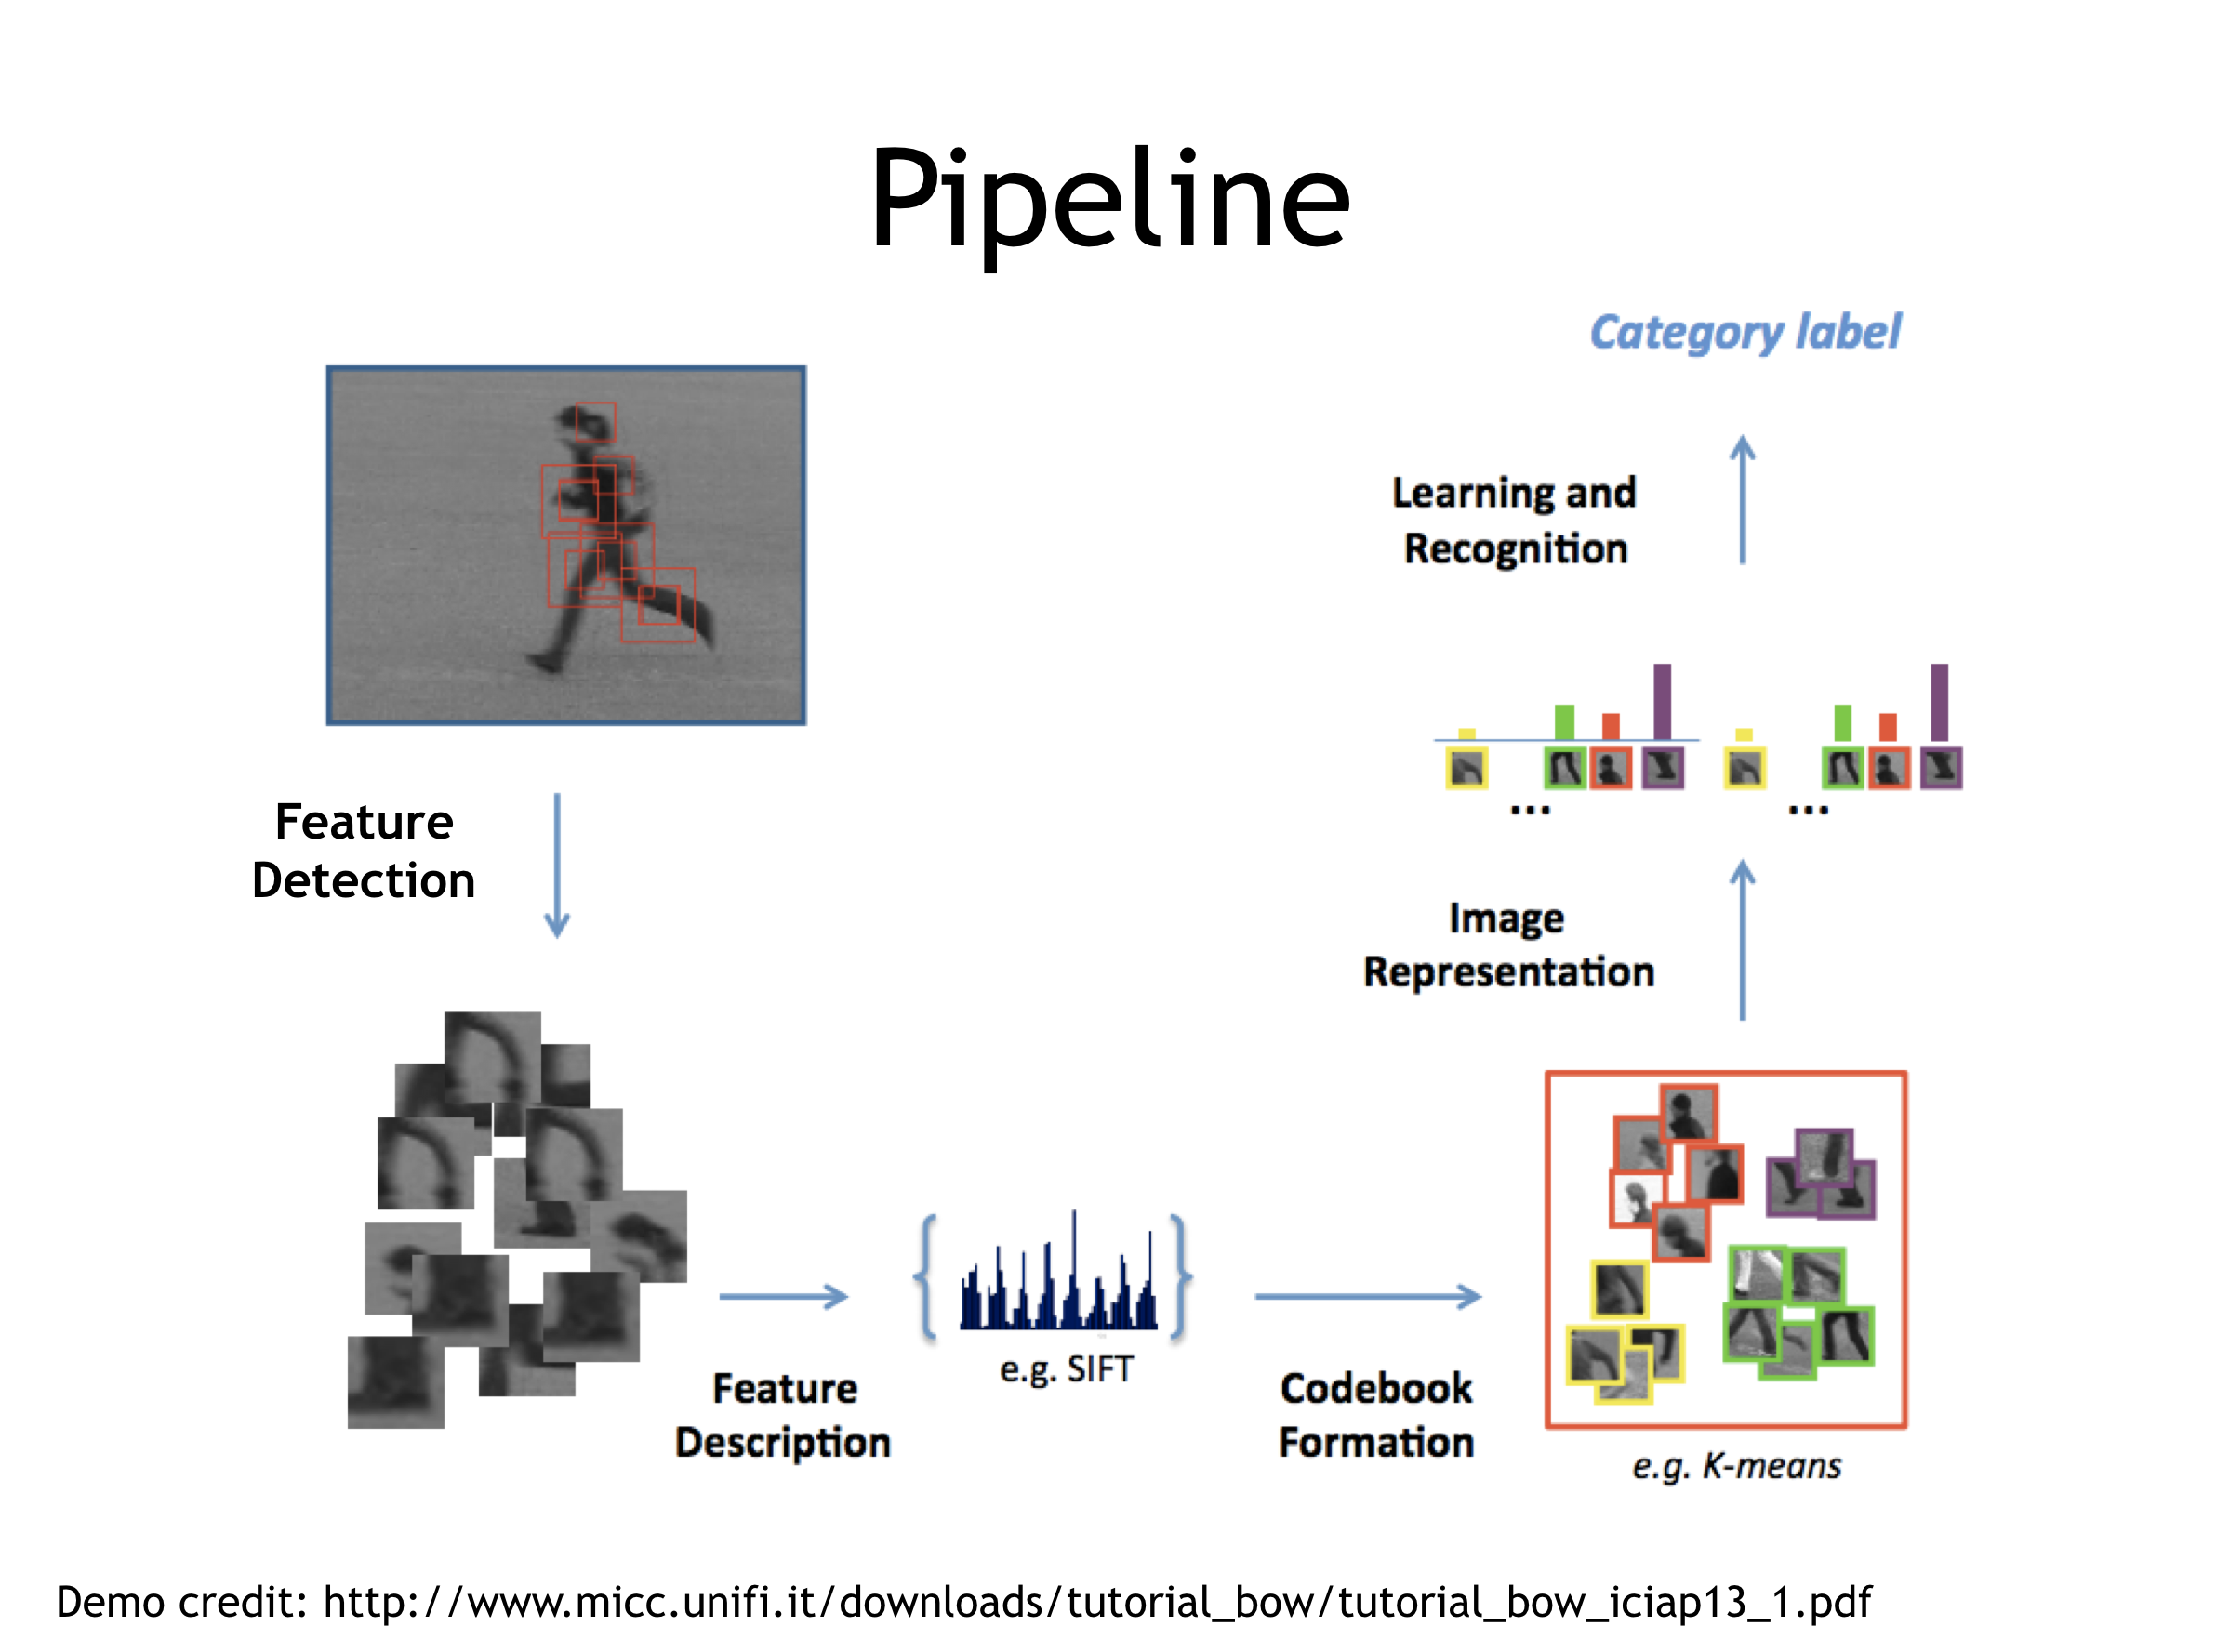 Pipeline
Category label
Learning and
Recognition
Feature
Detection
...
...
Image
Representation
e.g. SIFT
Feature
Description
Codebook
Formation
e.g. K-means
Demo credit: http://www.micc.unifi.it/downloads/tutorial_bow/tutorial_bow_iciap13_1.pdf